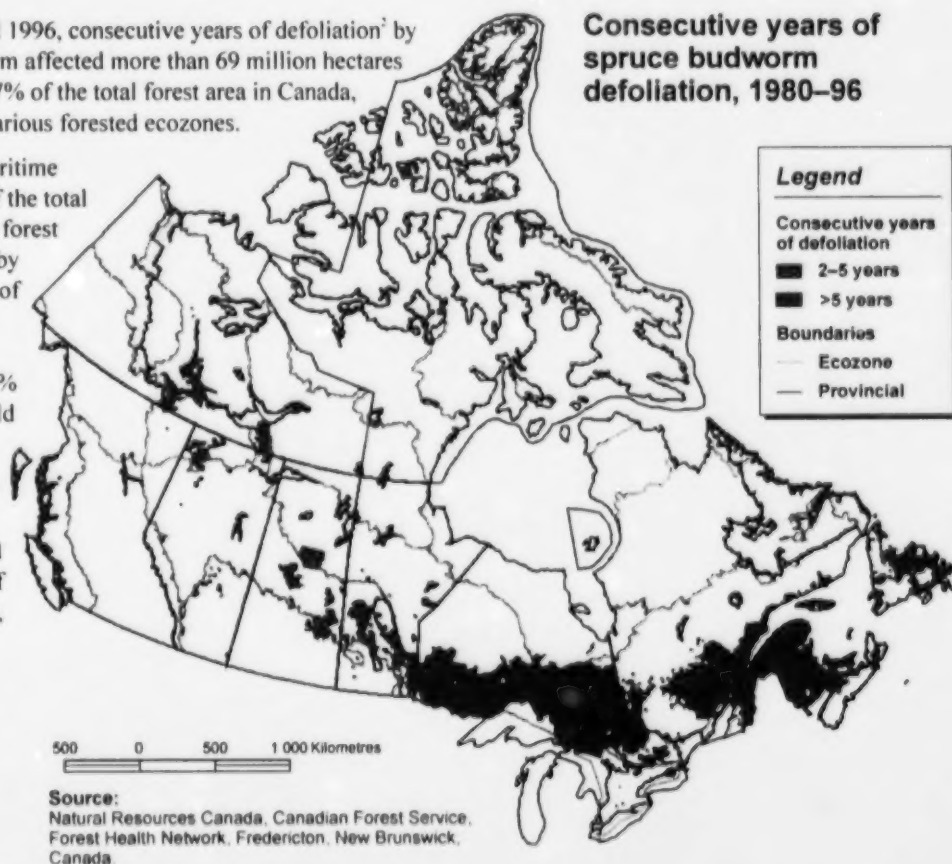 1996, consecutive years of defoliation² by
affected more than 69 million hectares
7% of the total forest area in Canada,
forested ecozones.
of the total
forest
by
of
%
Consecutive years of
spruce budworm
defoliation, 1980–96
Legend
Consecutive years
of defoliation
2–5 years
>5 years
Boundaries
Ecozone
Provincial
500 0 500 1 000 Kilometres
Source:
Natural Resources Canada, Canadian Forest Service,
Forest Health Network, Fredericton, New Brunswick,
Canada.